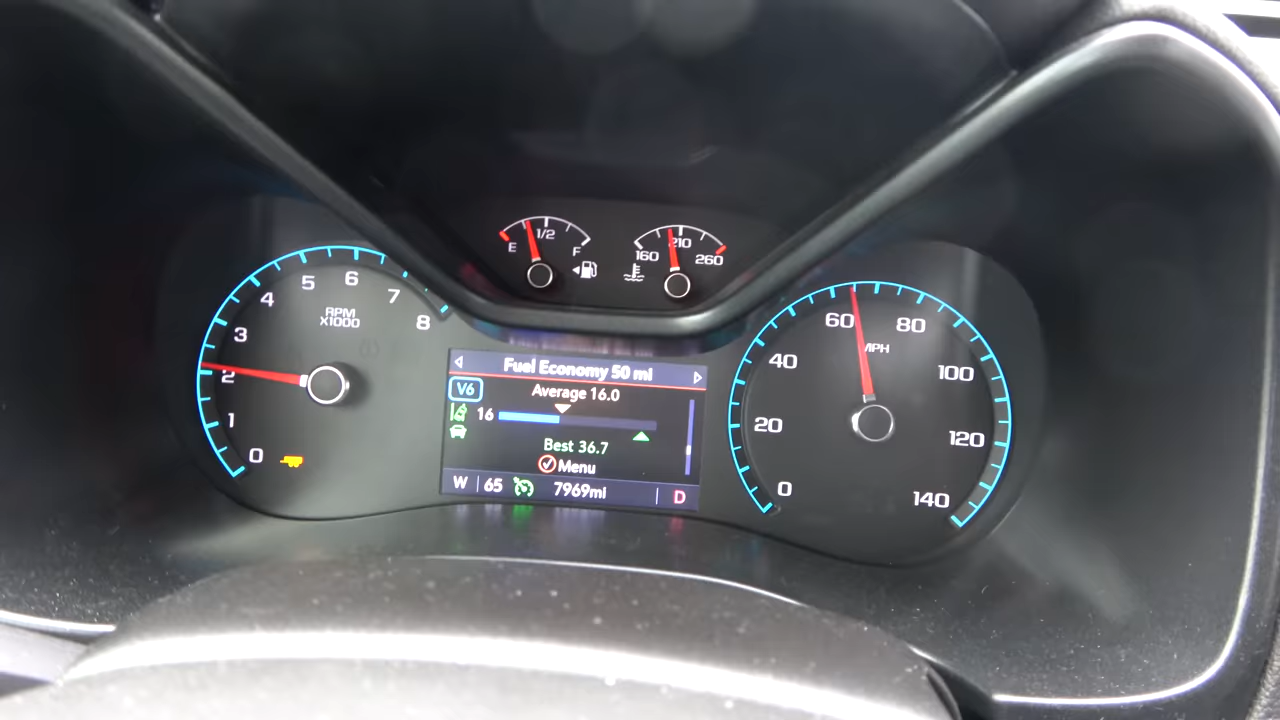 E 1/2 F
160 210 260
0 1 2 3 4 5 6 7 8
RPM
X1000
Fuel Economy 50 mi
V6
Average 16.0
16
Best 36.7
Menu
W 65 7969mi D
0 20 40 60 80 100 120 140
MPH